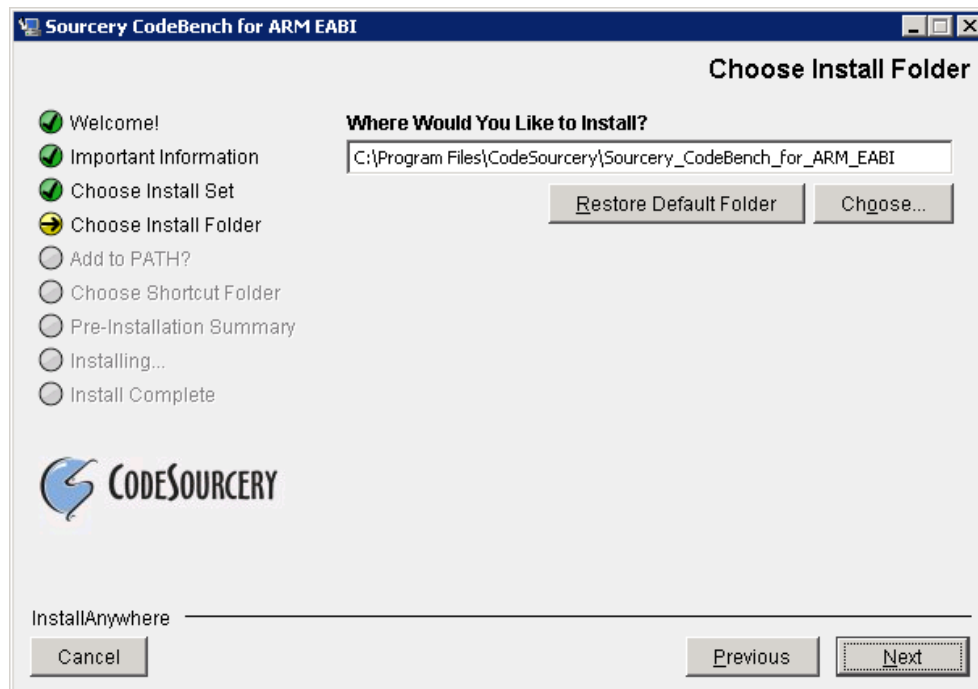 Sourcery CodeBench for ARM EABI
Choose Install Folder
Welcome!
Important Information
Choose Install Set
Choose Install Folder
Add to PATH?
Choose Shortcut Folder
Pre-Installation Summary
Installing...
Install Complete
Where Would You Like to Install?
C:\Program Files\CodeSourcery\Sourcery_CodeBench_for_ARM_EABI
Restore Default Folder
Choose...
CODESOURCERY
InstallAnywhere
Cancel
Previous
Next